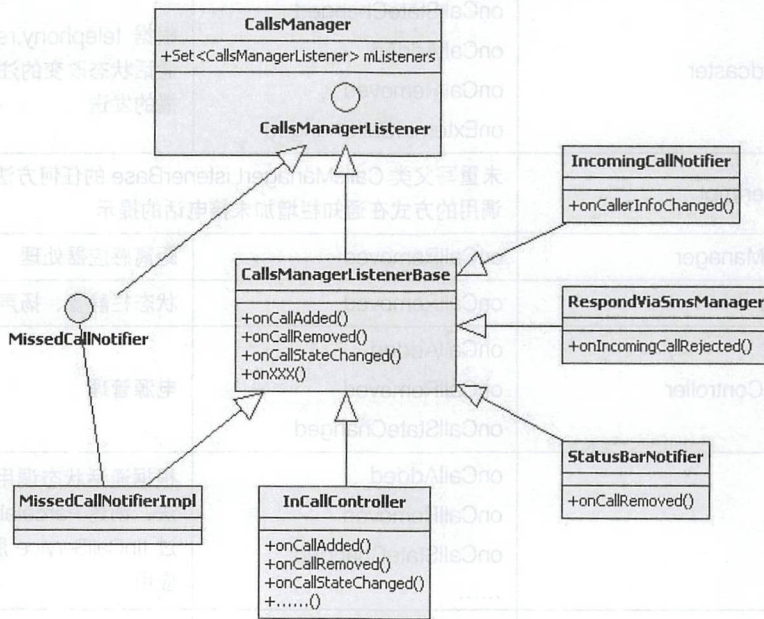 CallsManager
+Set<CallsManagerListener> mListeners
CallsManagerListener
IncomingCallNotifier
+onCallerInfoChanged()
CallsManagerListenerBase
+onCallAdded()
+onCallRemoved()
+onCallStateChanged()
+onXXX()
RespondViaSmsManager
+onIncomingCallRejected()
MissedCallNotifier
StatusBarNotifier
+onCallRemoved()
MissedCallNotifierImpl
InCallController
+onCallAdded()
+onCallRemoved()
+onCallStateChanged()
+......()